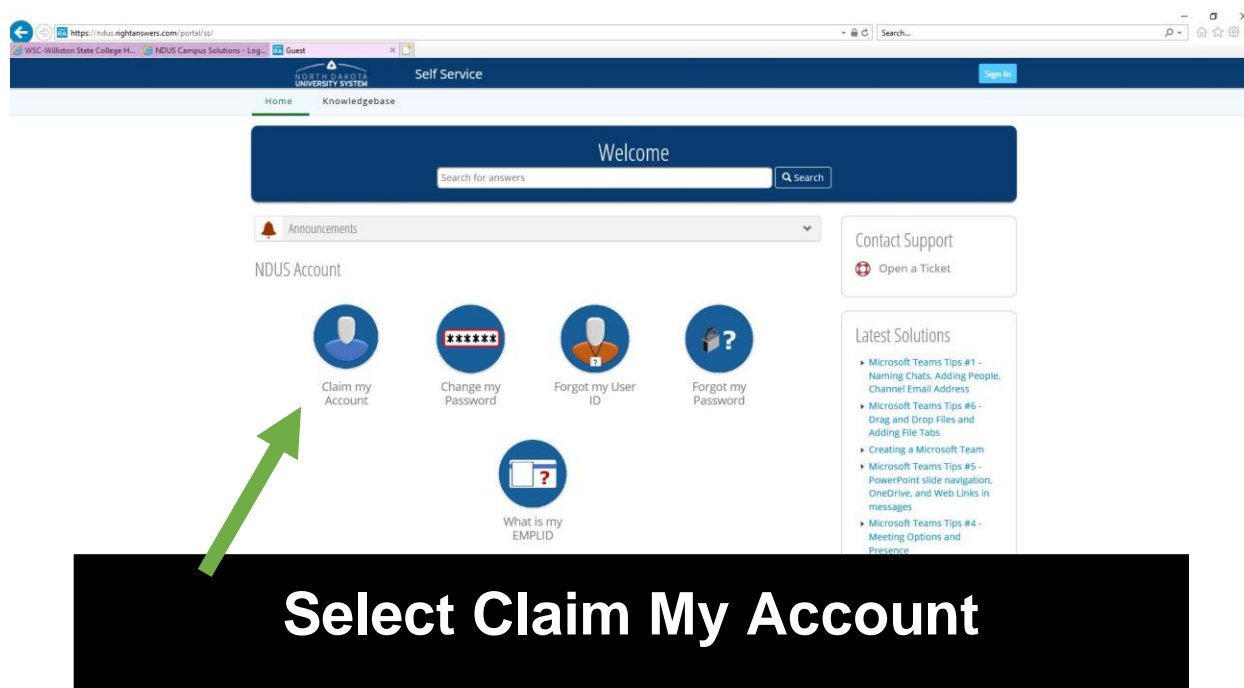 https://ndus.rightanswers.com/portal/ss/
Search...
WSC-Williston State College H...
NDUS Campus Solutions - Log...
RA Guest
NORTH DAKOTA
UNIVERSITY SYSTEM
Self Service
Sign In
Home
Knowledgebase
Welcome
Search for answers
Search
Announcements
NDUS Account
******
?
?
Claim my
Account
Change my
Password
Forgot my User
ID
Forgot my
Password
?
What is my
EMPLID
Contact Support
Open a Ticket
Latest Solutions
Microsoft Teams Tips #1 -
Naming Chats, Adding People,
Channel Email Address
Microsoft Teams Tips #6 -
Drag and Drop Files and
Adding File Tabs
Creating a Microsoft Team
Microsoft Teams Tips #5 -
PowerPoint slide navigation,
OneDrive, and Web Links in
messages
Microsoft Teams Tips #4 -
Meeting Options and
Presence
Select Claim My Account